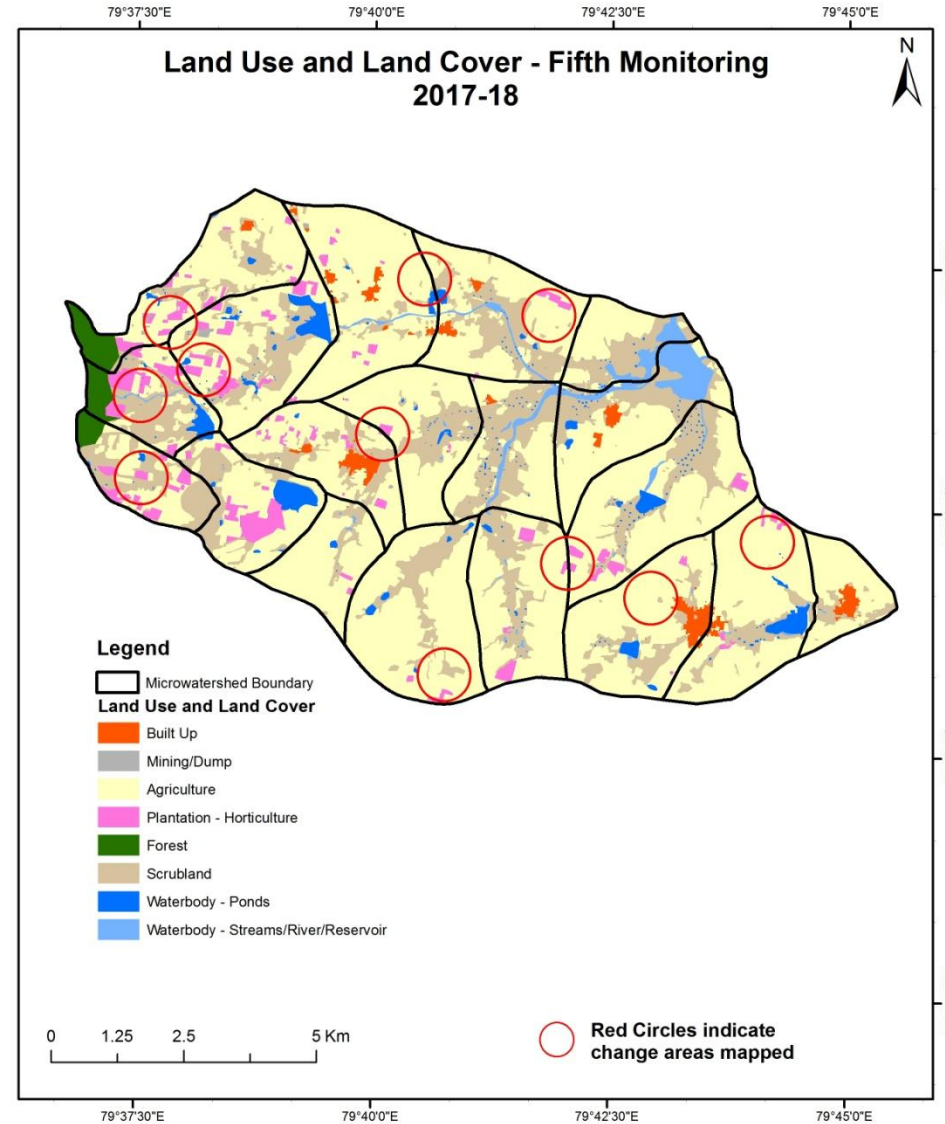 79°37'30"E 79°40'0"E 79°42'30"E 79°45'0"E
Land Use and Land Cover - Fifth Monitoring
2017-18
N
Legend
Microwatershed Boundary
Land Use and Land Cover
Built Up
Mining/Dump
Agriculture
Plantation - Horticulture
Forest
Scrubland
Waterbody - Ponds
Waterbody - Streams/River/Reservoir
0 1.25 2.5 5 Km
Red Circles indicate
change areas mapped
79°37'30"E 79°40'0"E 79°42'30"E 79°45'0"E